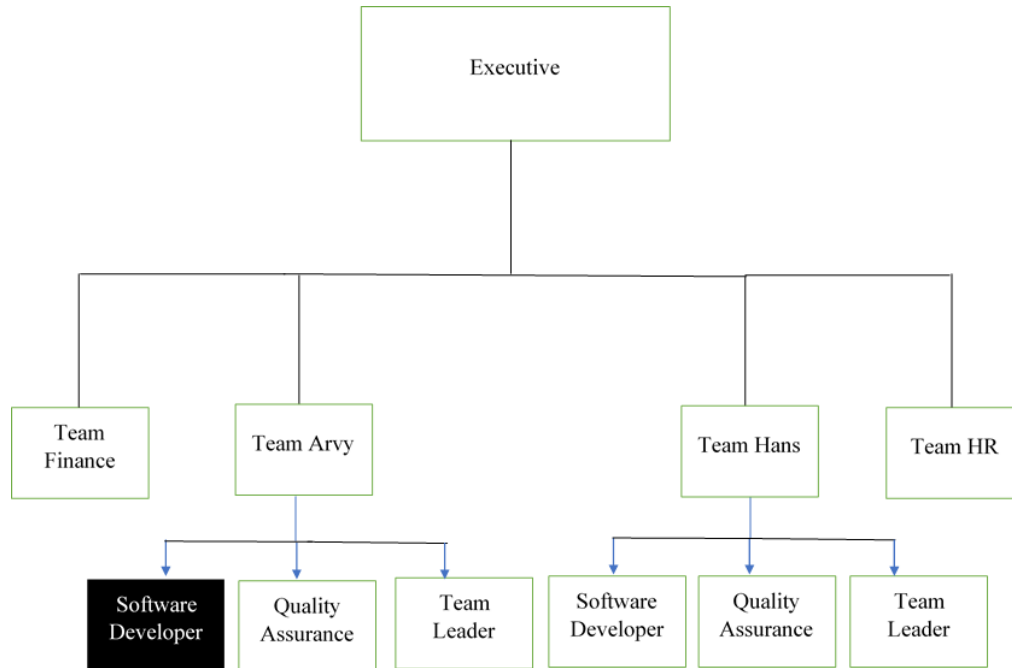 Executive
Team
Finance
Team Arvy
Team Hans
Team HR
Software
Developer
Quality
Assurance
Team
Leader
Software
Developer
Quality
Assurance
Team
Leader